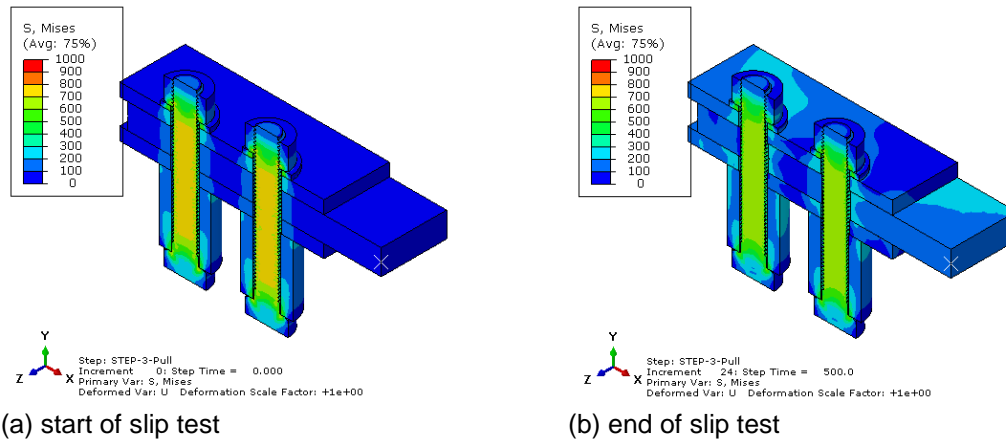 S, Mises
(Avg: 75%)
1000
900
800
700
600
500
400
300
200
100
0
Y
Z
X
Step: STEP-3-Pull
Increment 0: Step Time = 0.000
Primary Var: S, Mises
Deformed Var: U Deformation Scale Factor: +1e+00
(a) start of slip test
S, Mises
(Avg: 75%)
1000
900
800
700
600
500
400
300
200
100
0
Y
Z
X
Step: STEP-3-Pull
Increment 24: Step Time = 500.0
Primary Var: S, Mises
Deformed Var: U Deformation Scale Factor: +1e+00
(b) end of slip test